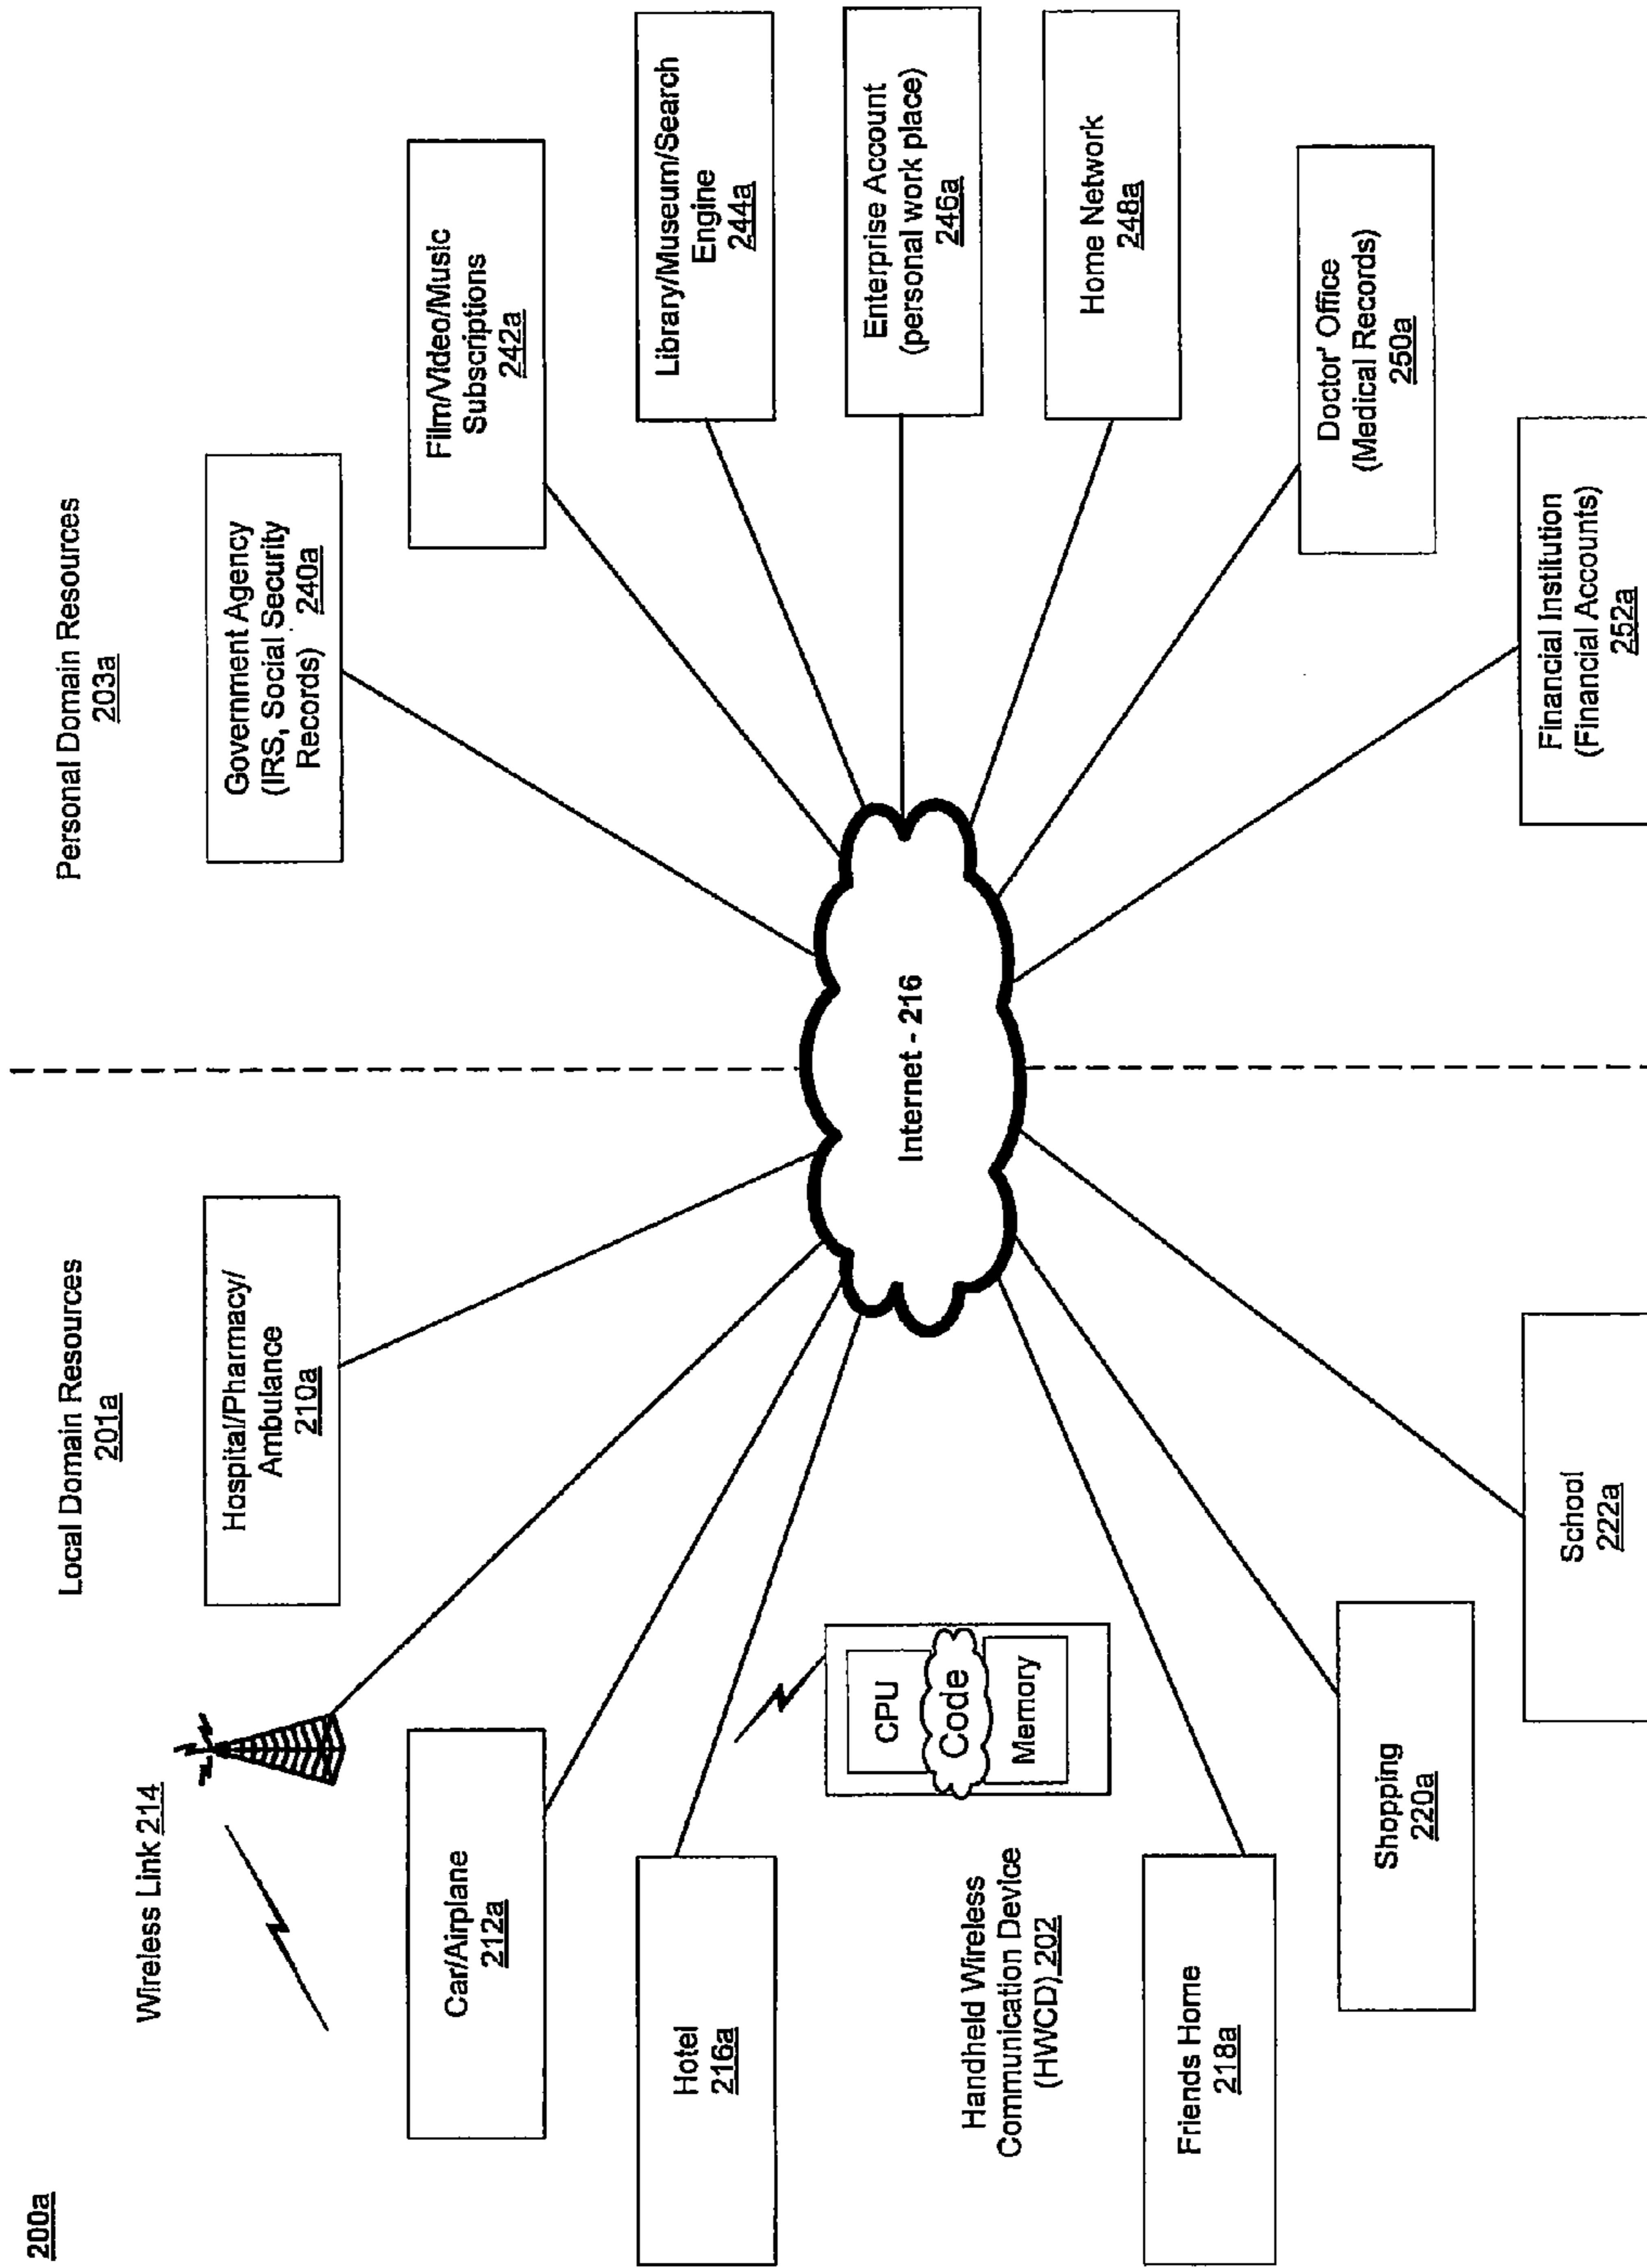 200a
Local Domain Resources
201a
Personal Domain Resources
203a
Wireless Link 214
Hospital/Pharmacy/
Ambulance
210a
Car/Airplane
212a
Hotel
216a
Handheld Wireless
Communication Device
(HWCD) 202
CPU
Code
Memory
Friends Home
218a
Shopping
220a
School
222a
Internet - 216
Government Agency
(IRS, Social Security
Records) 240a
Film/Video/Music
Subscriptions
242a
Library/Museum/Search
Engine
244a
Enterprise Account
(personal work place)
246a
Home Network
248a
Doctor' Office
(Medical Records)
250a
Financial Institution
(Financial Accounts)
252a